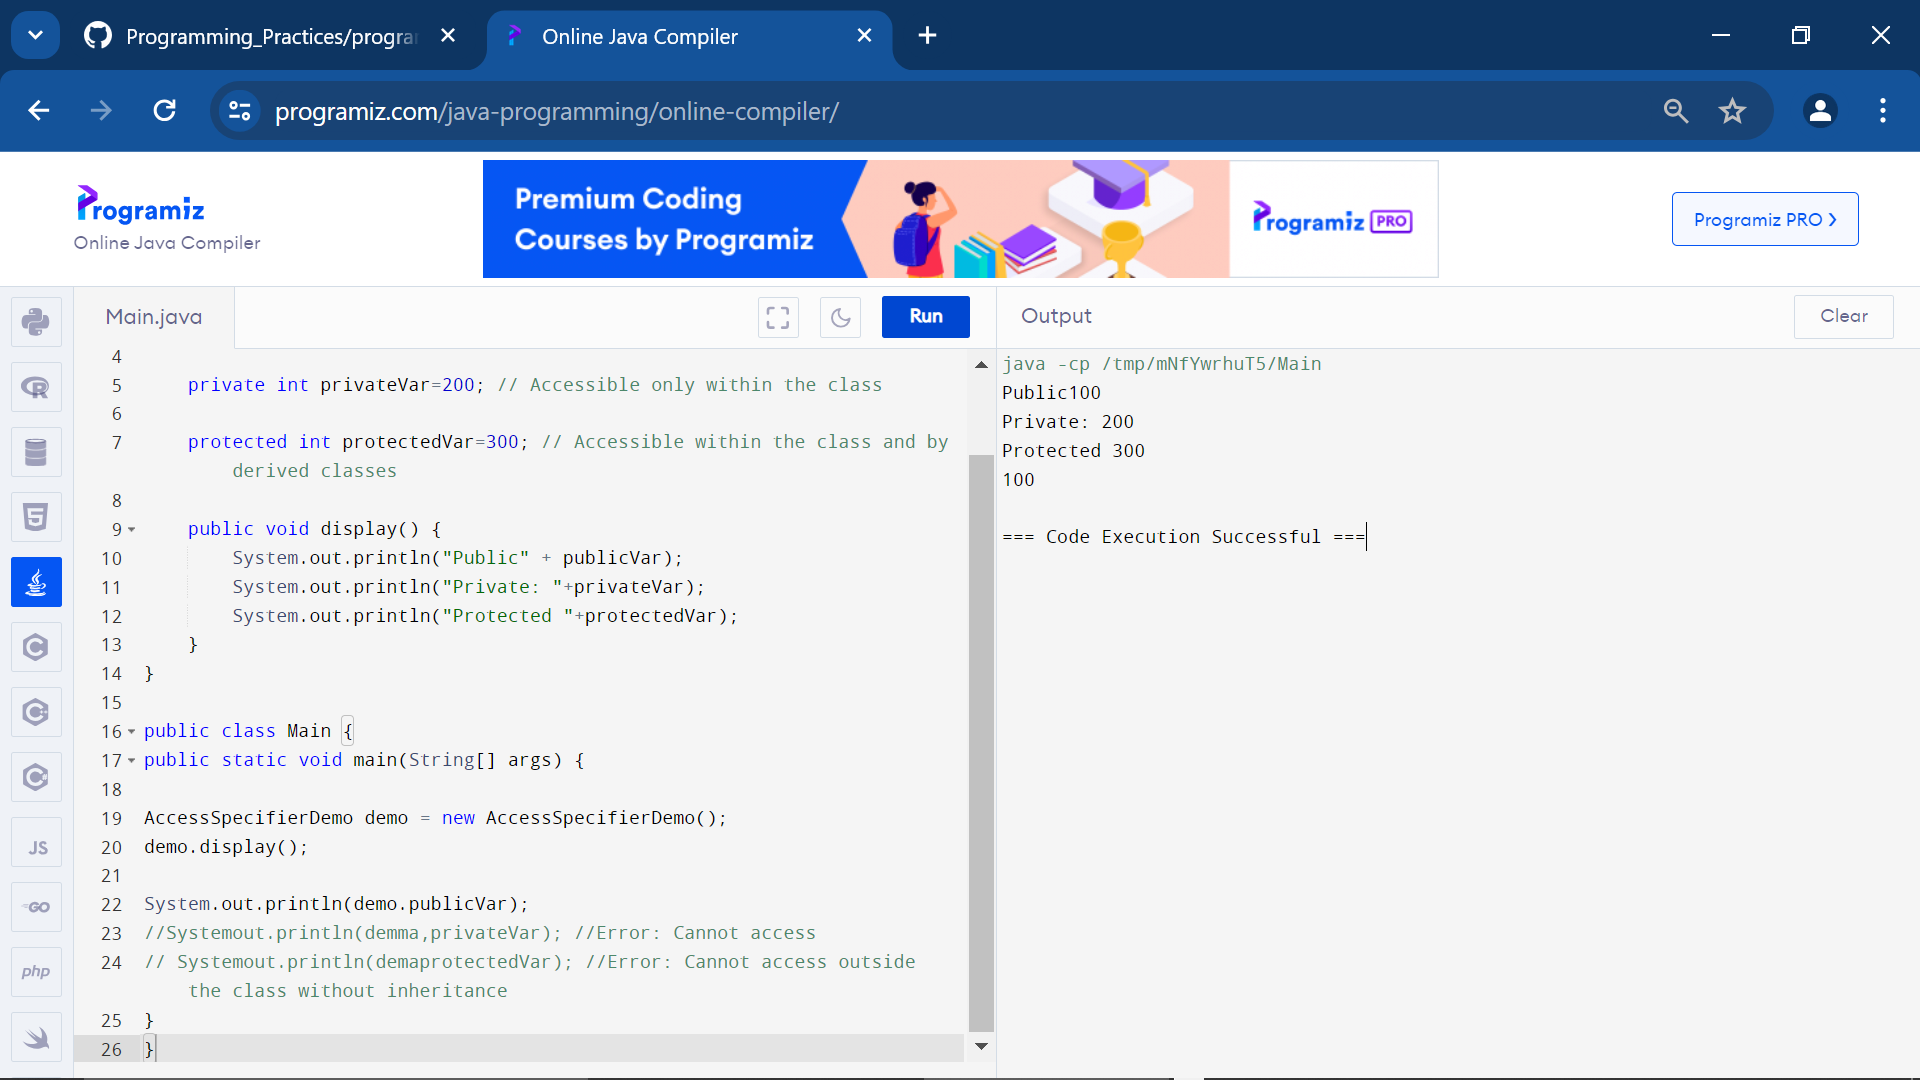 Programming_Practices/progra
Online Java Compiler
programiz.com/java-programming/online-compiler/
Programiz
Online Java Compiler
Premium Coding
Courses by Programiz
Programiz PRO
Programiz PRO
Main.java
Run
Output
Clear
4
5 private int privateVar=200; // Accessible only within the class
6
7 protected int protectedVar=300; // Accessible within the class and by
derived classes
8
9 public void display() {
10 System.out.println("Public" + publicVar);
11 System.out.println("Private: "+privateVar);
12 System.out.println("Protected "+protectedVar);
13 }
14 }
15
16 public class Main {
17 public static void main(String[] args) {
18
19 AccessSpecifierDemo demo = new AccessSpecifierDemo();
20 demo.display();
21
22 System.out.println(demo.publicVar);
23 //Systemout.println(demma,privateVar); //Error: Cannot access
24 // Systemout.println(demaprotectedVar); //Error: Cannot access outside
the class without inheritance
25 }
26 }
java -cp /tmp/mNfYwrhuT5/Main
Public100
Private: 200
Protected 300
100
=== Code Execution Successful ===
R
5
C
C
C
JS
GO
php